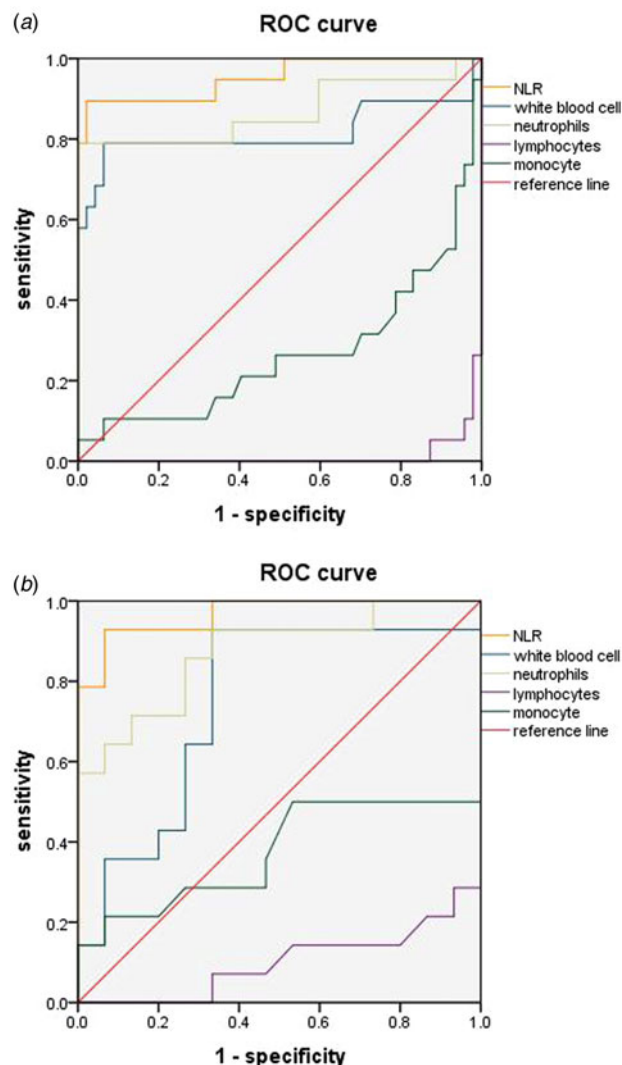 (a)
ROC curve
1.0
0.8
0.6
0.4
0.2
0.0
sensitivity
0.0 0.2 0.4 0.6 0.8 1.0
1 - specificity
NLR
white blood cell
neutrophils
lymphocytes
monocyte
reference line
(b)
ROC curve
1.0
0.8
0.6
0.4
0.2
0.0
sensitivity
0.0 0.2 0.4 0.6 0.8 1.0
1 - specificity
NLR
white blood cell
neutrophils
lymphocytes
monocyte
reference line